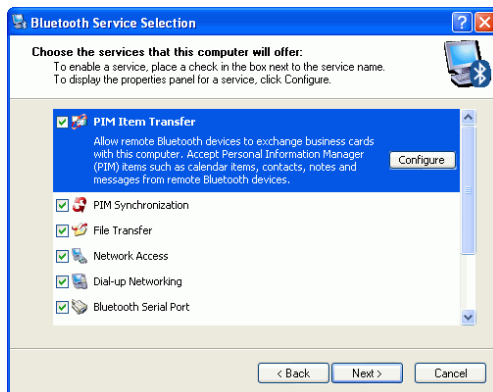 Bluetooth Service Selection
Choose the services that this computer will offer:
To enable a service, place a check in the box next to the service name.
To display the properties panel for a service, click Configure.
PIM Item Transfer
Allow remote Bluetooth devices to exchange business cards
with this computer. Accept Personal Information Manager
(PIM) items such as calendar items, contacts, notes and
messages from remote Bluetooth devices.
Configure
PIM Synchronization
File Transfer
Network Access
Dial-up Networking
Bluetooth Serial Port
< Back
Next >
Cancel